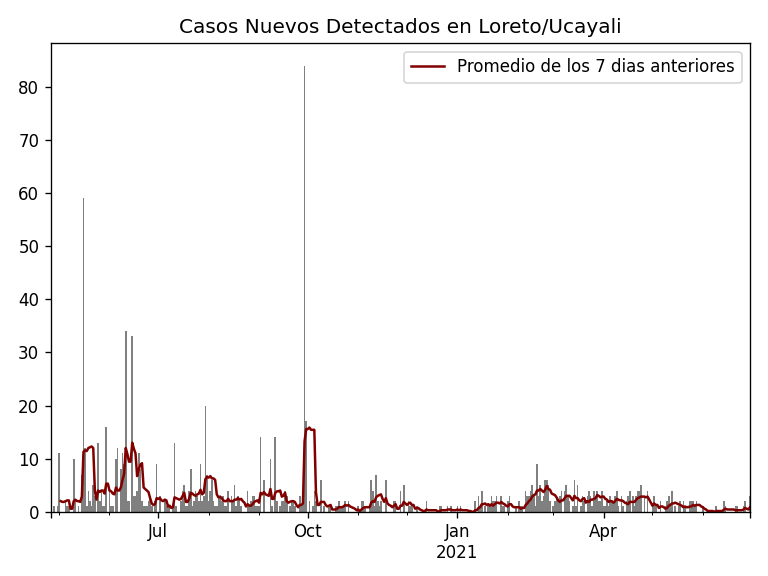 Casos Nuevos Detectados en Loreto/Ucayali
Promedio de los 7 dias anteriores
80
70
60
50
40
30
20
10
0
Jul
Oct
Jan
2021
Apr